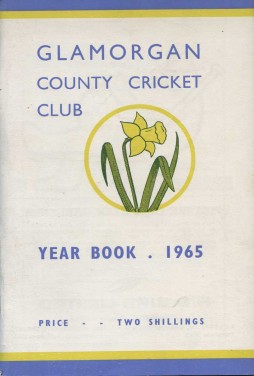 GLAMORGAN
COUNTY CRICKET
CLUB
YEAR BOOK . 1965
PRICE - - TWO SHILLINGS